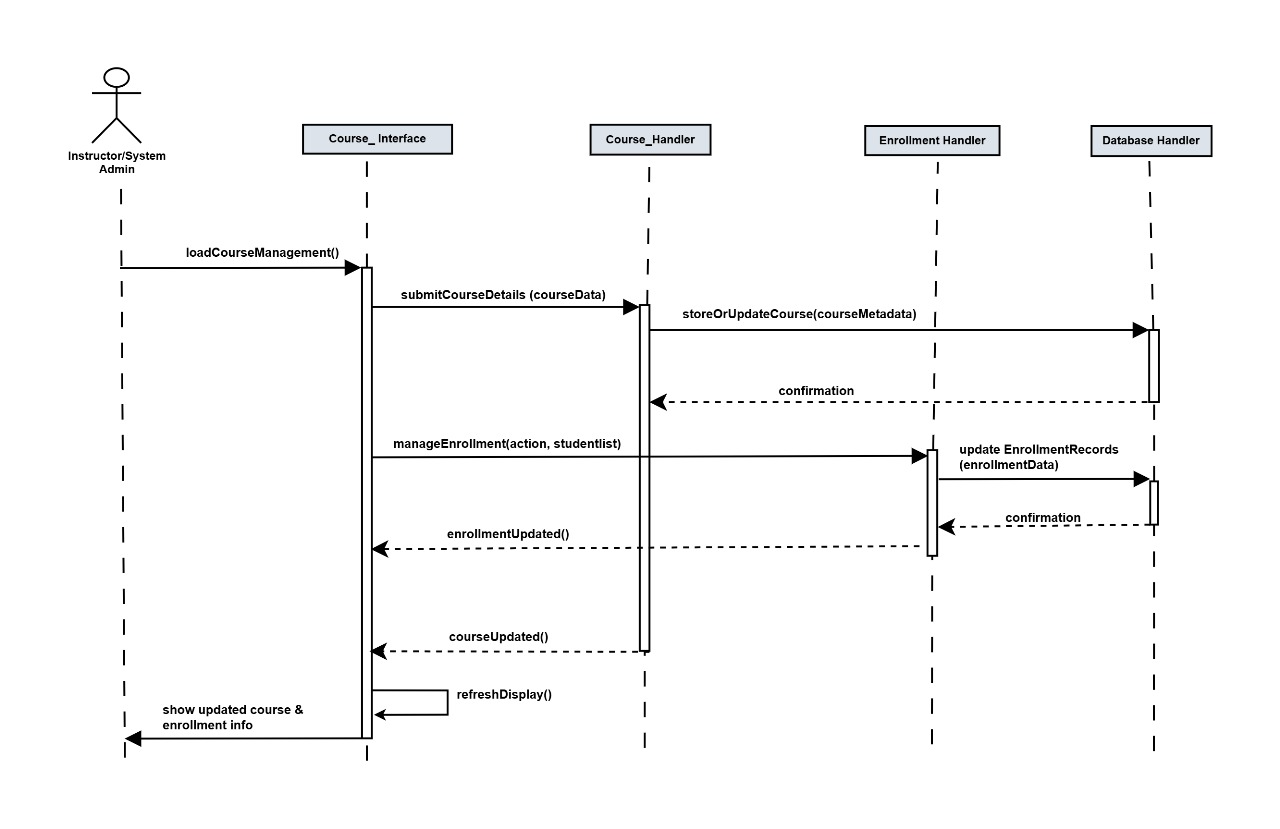 Instructor/System
Admin
Course_ Interface
Course_Handler
Enrollment Handler
Database Handler
loadCourseManagement()
submitCourseDetails (courseData)
storeOrUpdateCourse(courseMetadata)
confirmation
manageEnrollment(action, studentlist)
update EnrollmentRecords
(enrollmentData)
confirmation
enrollmentUpdated()
courseUpdated()
refreshDisplay()
show updated course &
enrollment info